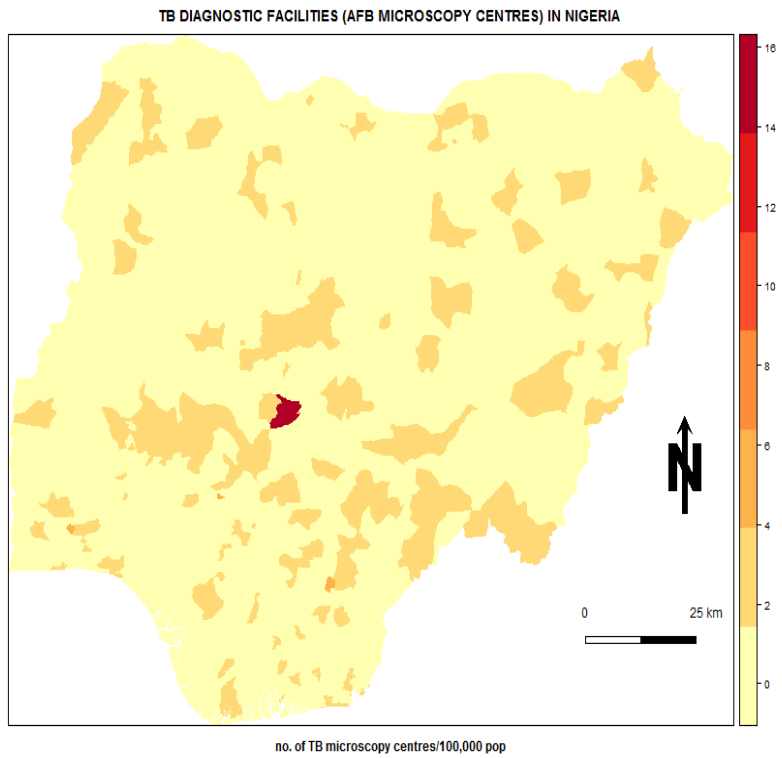 TB DIAGNOSTIC FACILITIES (AFB MICROSCOPY CENTRES) IN NIGERIA
16
14
12
10
8
6
4
2
0
N
0 25 km
no. of TB microscopy centres/100,000 pop